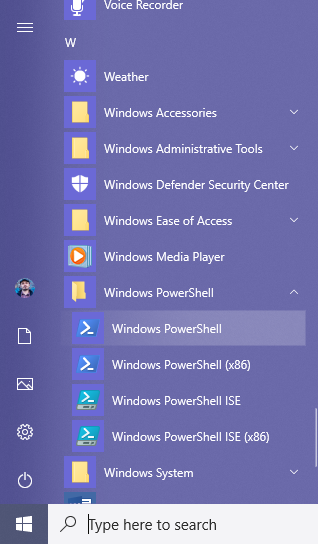 Voice Recorder
W
Weather
Windows Accessories
Windows Administrative Tools
Windows Defender Security Center
Windows Ease of Access
Windows Media Player
Windows PowerShell
Windows PowerShell
Windows PowerShell (x86)
Windows PowerShell ISE
Windows PowerShell ISE (x86)
Windows System
Type here to search